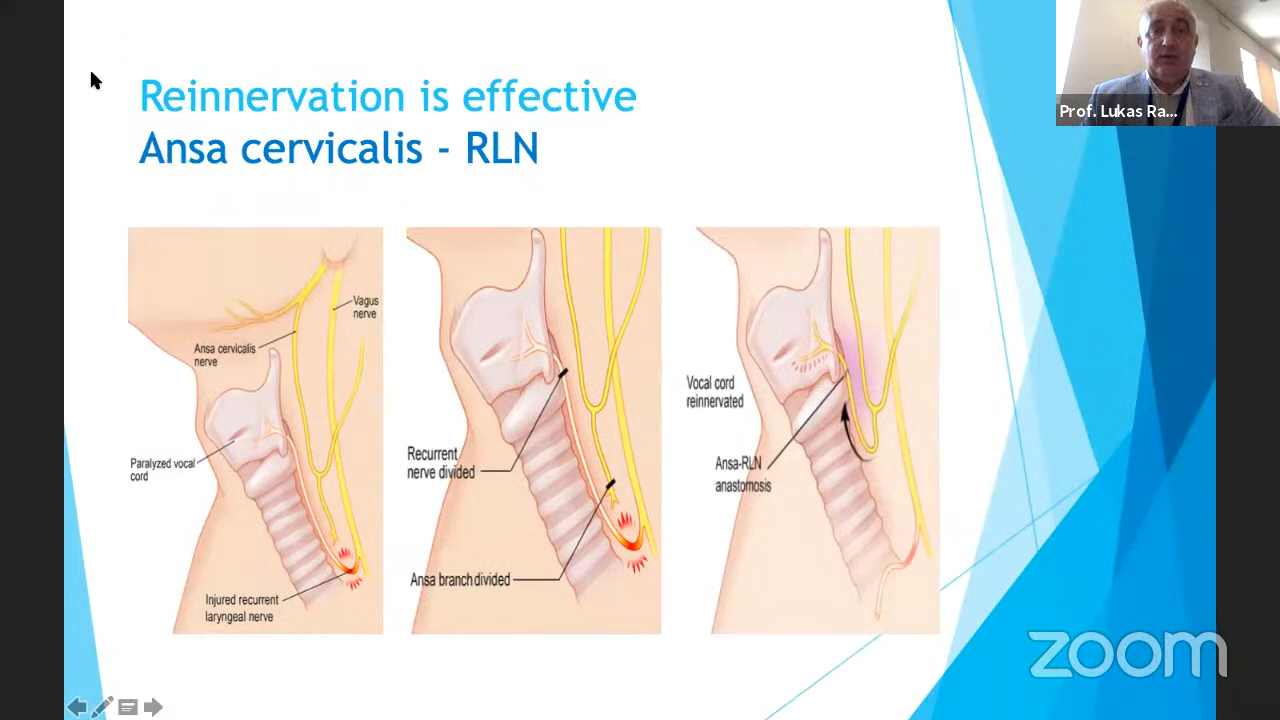 Reinnervation is effective
Ansa cervicalis - RLN
Prof. Lukas Ra...
Vagus
nerve
Ansa cervicalis
nerve
Paralyzed vocal
cord
Injured recurrent
laryngeal nerve
Recurrent
nerve divided
Ansa branch divided
Vocal cord
reinnervated
Ansa-RLN
anastomosis
zoom